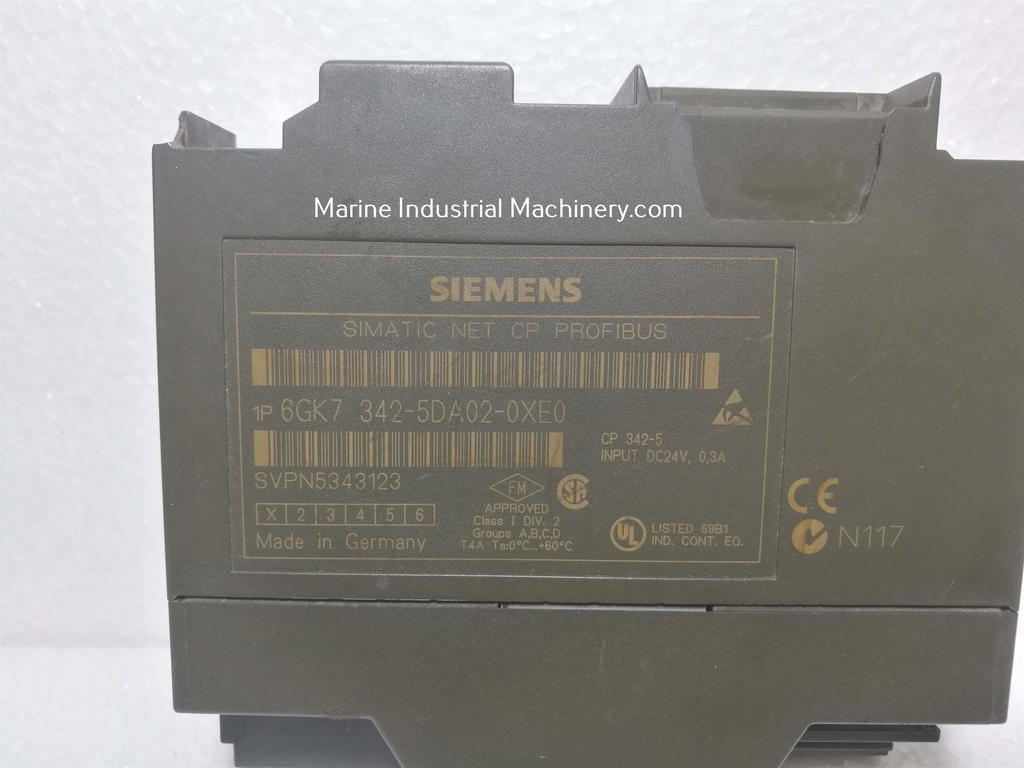 Marine Industrial Machinery.com
SIEMENS
SIMATIC NET CP PROFIBUS
1P 6GK7 342-5DA02-0XE0
CP 342-5
INPUT DC24V, 0,3A
SVPN5343123
X 2 3 4 5 6
Made in Germany
FM
APPROVED
Class I DIV. 2
Groups A,B,C,D
T4A Ta:0°C...+60°C
SA
UL
LISTED 69B1
IND. CONT. EQ.
CE
N117